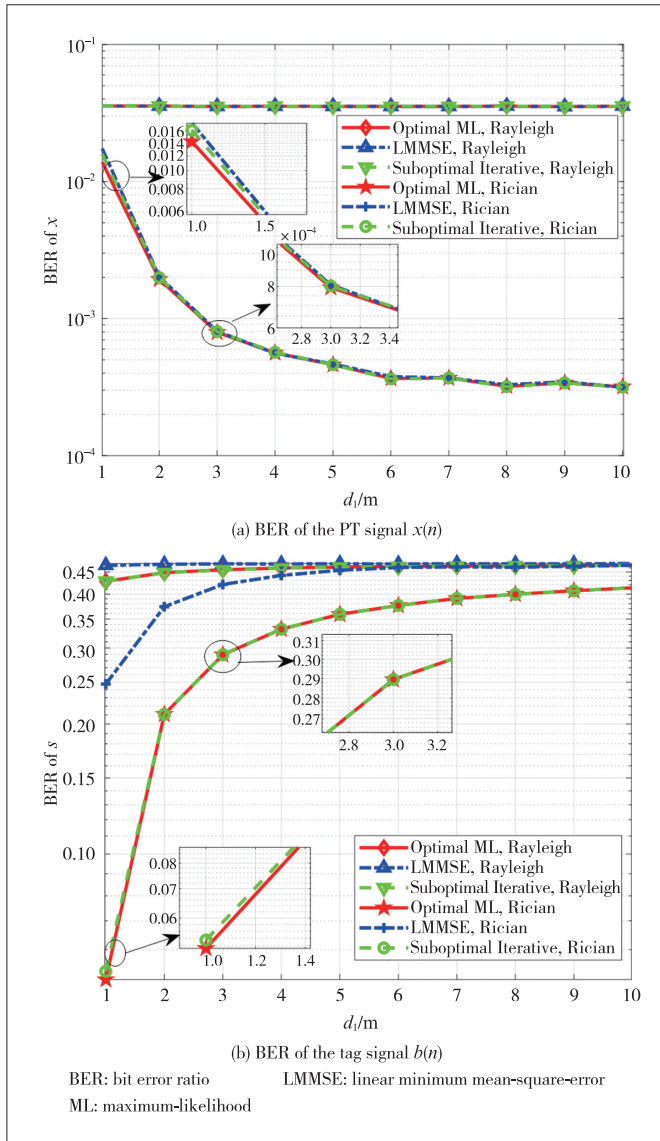 10⁻¹
10⁻²
10⁻³
10⁻⁴
BER of x
0.016
0.014
0.012
0.010
0.008
0.006
1.0 1.5
×10⁻⁴
10
8
6
2.8 3.0 3.2 3.4
Optimal ML, Rayleigh
LMMSE, Rayleigh
Suboptimal Iterative, Rayleigh
Optimal ML, Rician
LMMSE, Rician
Suboptimal Iterative, Rician
1 2 3 4 5 6 7 8 9 10
d₁/m
(a) BER of the PT signal x(n)
0.45
0.40
0.35
0.30
0.25
0.20
0.15
0.10
BER of s
0.31
0.30
0.29
0.28
0.27
2.8 3.0 3.2
0.08
0.07
0.06
1.0 1.2 1.4
Optimal ML, Rayleigh
LMMSE, Rayleigh
Suboptimal Iterative, Rayleigh
Optimal ML, Rician
LMMSE, Rician
Suboptimal Iterative, Rician
1 2 3 4 5 6 7 8 9 10
d₁/m
(b) BER of the tag signal b(n)
BER: bit error ratio LMMSE: linear minimum mean-square-error
ML: maximum-likelihood